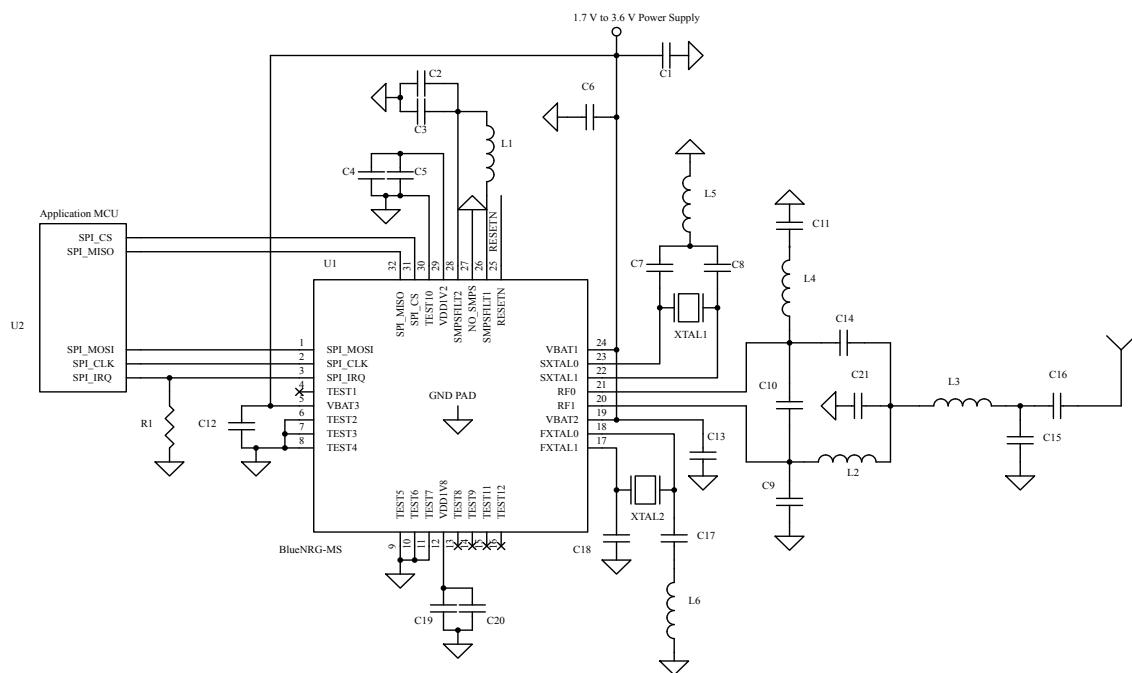 1.7 V to 3.6 V Power Supply
C1
C2
C3
C6
L1
C4
C5
L5
C7
C8
XTAL1
C11
L4
C14
C21
C10
L3
C16
C15
L2
C9
C13
XTAL2
C18
C17
L6
Application MCU
U2
SPI_CS
SPI_MISO
SPI_MOSI
SPI_CLK
SPI_IRQ
R1
C12
U1
RESETN
32
31
30
29
28
27
26
25
SPI_MISO
SPI_CS
TEST10
VDD1V2
SMPSFILT2
NO_SMPS
SMPSFILT1
RESETN
1 SPI_MOSI
2 SPI_CLK
3 SPI_IRQ
4 TEST1
5 VBAT3
6 TEST2
7 TEST3
8 TEST4
GND PAD
VBAT1 24
SXTAL0 23
SXTAL1 22
RF0 21
RF1 20
VBAT2 19
FXTAL0 18
FXTAL1 17
TEST5
TEST6
TEST7
VDD1V8
TEST8
TEST9
TEST11
TEST12
9
10
11
12
13
14
15
16
BlueNRG-MS
C19
C20